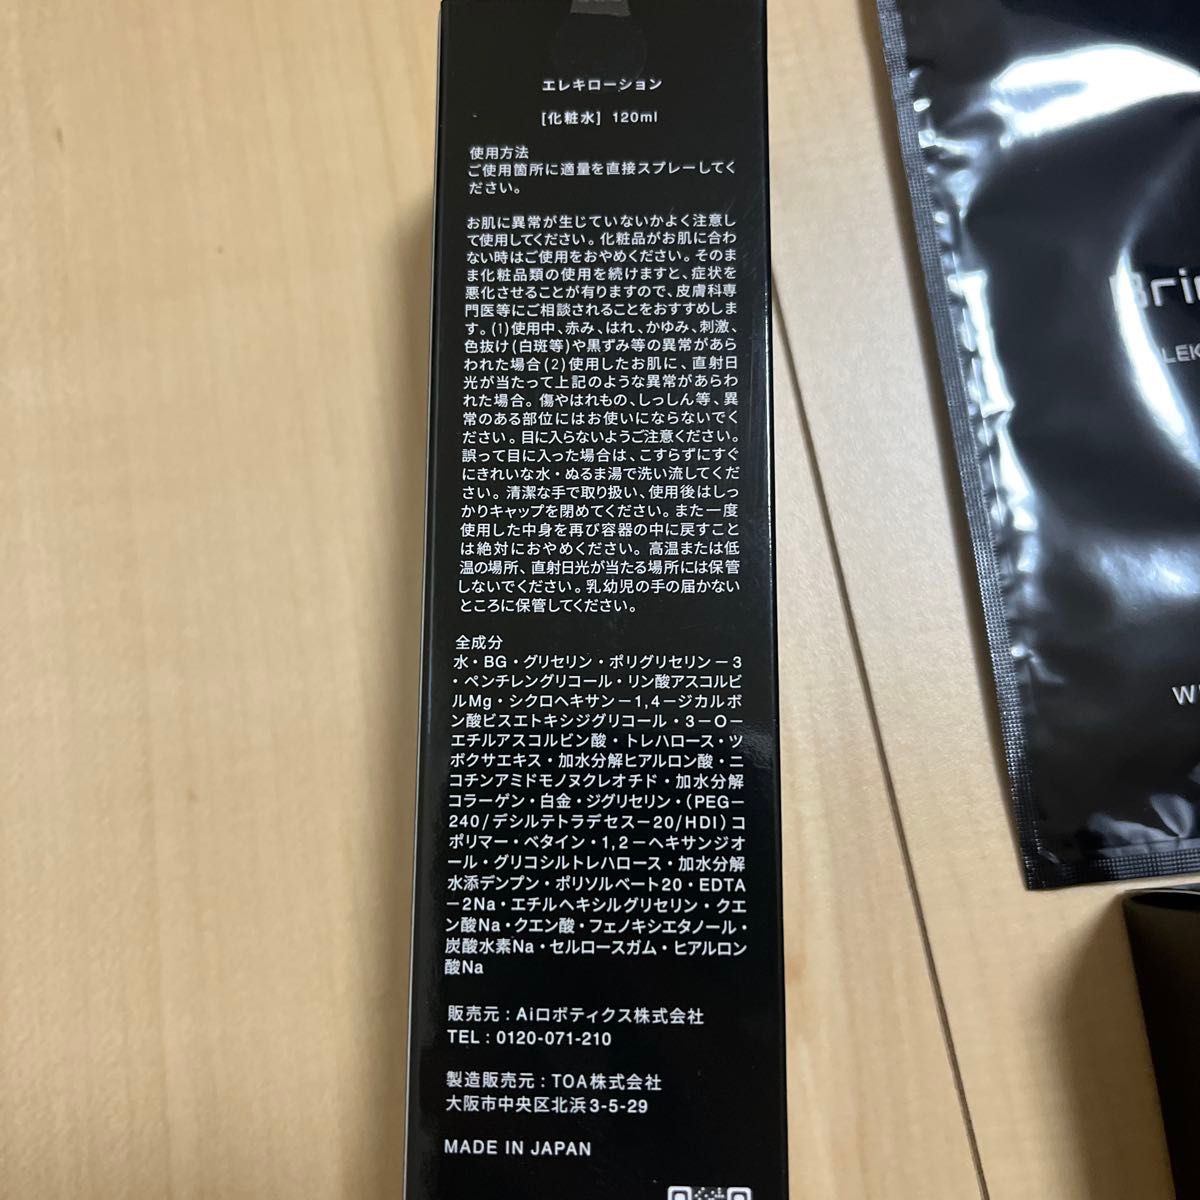 エレキローション
[化粧水] 120ml
使用方法
ご使用箇所に適量を直接スプレーしてく
ださい。
お肌に異常が生じていないかよく注意し
て使用してください。化粧品がお肌に合わ
ない時はご使用をおやめください。そのま
ま化粧品類の使用を続けますと、症状を
悪化させることが有りますので、皮膚科専
門医等にご相談されることをおすすめしま
す。(1)使用中、赤み、はれ、かゆみ、刺激、
色抜け(白斑等)や黒ずみ等の異常があら
われた場合(2)使用したお肌に、直射日
光が当たって上記のような異常があらわ
れた場合。傷やはれもの、しっしん等、異
常のある部位にはお使いにならないでく
ださい。目に入らないようご注意ください。
誤って目に入った場合は、こすらずにすぐ
にきれいな水・ぬるま湯で洗い流してくだ
さい。清潔な手で取り扱い、使用後はしっ
かりキャップを閉めてください。また一度
使用した中身を再び容器の中に戻すこと
は絶対におやめください。高温または低
温の場所、直射日光が当たる場所には保管
しないでください。乳幼児の手の届かない
ところに保管してください。
全成分
水・BG・グリセリン・ポリグリセリン－3
・ペンチレングリコール・リン酸アスコルビ
ルMg・シクロヘキサン－1,4－ジカルボ
ン酸ビスエトキシジグリコール・3－O－
エチルアスコルビン酸・トレハロース・ツ
ボクサエキス・加水分解ヒアルロン酸・ニ
コチンアミドモノヌクレオチド・加水分解
コラーゲン・白金・ジグリセリン・(PEG－
240/デシルテトラデセス－20/HDI)コ
ポリマー・ベタイン・1,2－ヘキサンジオ
ール・グリコシルトレハロース・加水分解
水添デンプン・ポリソルベート20・EDTA
－2Na・エチルヘキシルグリセリン・クエ
ン酸Na・クエン酸・フェノキシエタノール・
炭酸水素Na・セルロースガム・ヒアルロン
酸Na
販売元：Aiロボティクス株式会社
TEL：0120-071-210
製造販売元：TOA株式会社
大阪市中央区北浜3-5-29
MADE IN JAPAN
Bri
LEK
W